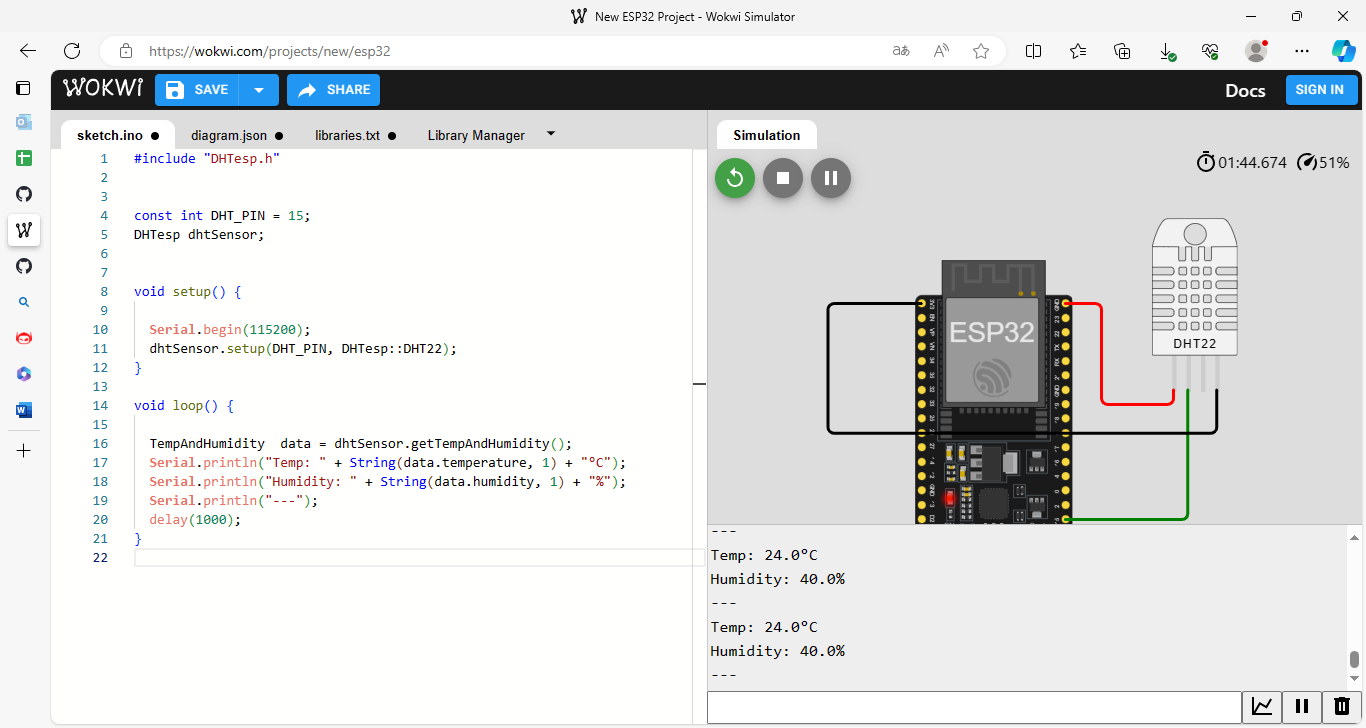 New ESP32 Project - Wokwi Simulator
https://wokwi.com/projects/new/esp32
WOKWI
SAVE
SHARE
Docs
SIGN IN
sketch.ino
diagram.json
libraries.txt
Library Manager
Simulation
01:44.674
51%
1 #include "DHTesp.h"
2
3
4 const int DHT_PIN = 15;
5 DHTesp dhtSensor;
6
7
8 void setup() {
9
10 Serial.begin(115200);
11 dhtSensor.setup(DHT_PIN, DHTesp::DHT22);
12 }
13
14 void loop() {
15
16 TempAndHumidity  data = dhtSensor.getTempAndHumidity();
17 Serial.println("Temp: " + String(data.temperature, 1) + "°C");
18 Serial.println("Humidity: " + String(data.humidity, 1) + "%");
19 Serial.println("---");
20 delay(1000);
21 }
22
ESP32
DHT22
---
Temp: 24.0°C
Humidity: 40.0%
---
Temp: 24.0°C
Humidity: 40.0%
---